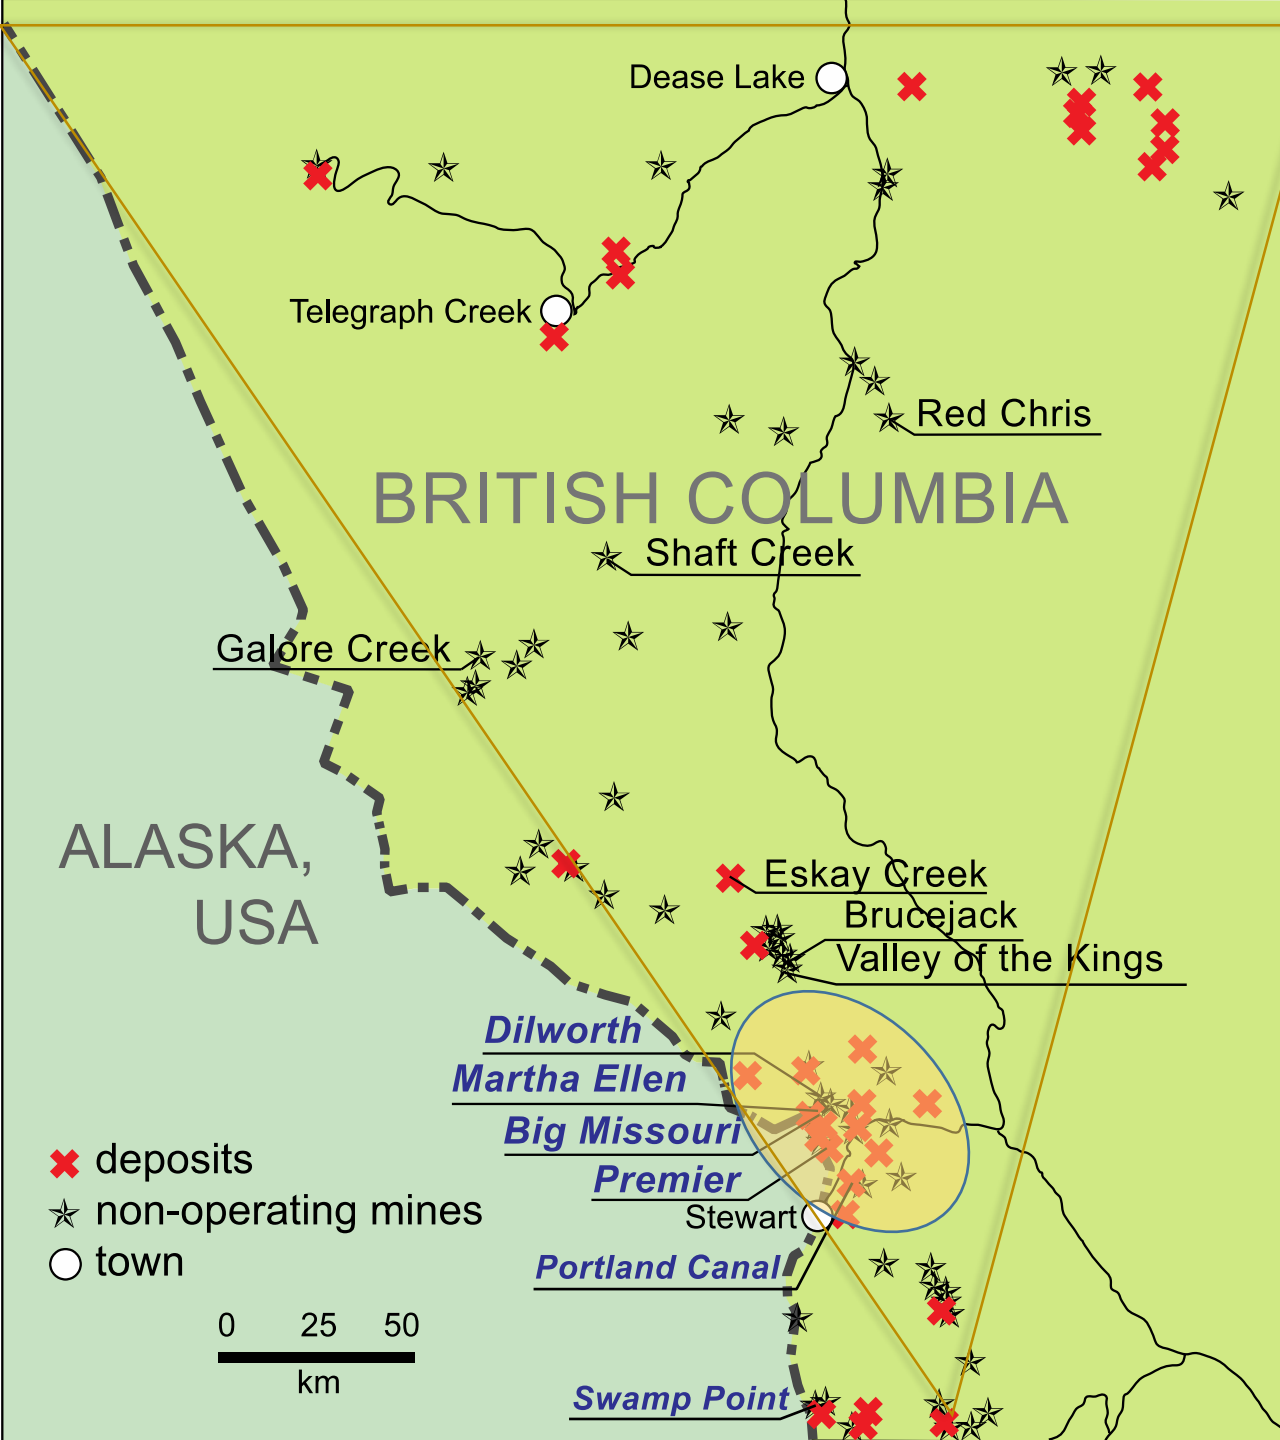 Dease Lake
Telegraph Creek
Red Chris
BRITISH COLUMBIA
Shaft Creek
Galore Creek
ALASKA,
USA
Eskay Creek
Brucejack
Valley of the Kings
Dilworth
Martha Ellen
Big Missouri
Premier
Stewart
Portland Canal
Swamp Point
deposits
non-operating mines
town
0 25 50
km